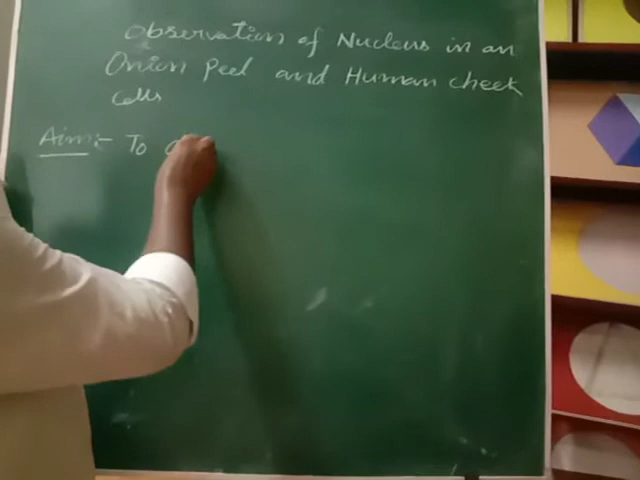 Observation of Nucleus in an
Onion Peel and Human cheek
cells
Aim:- To